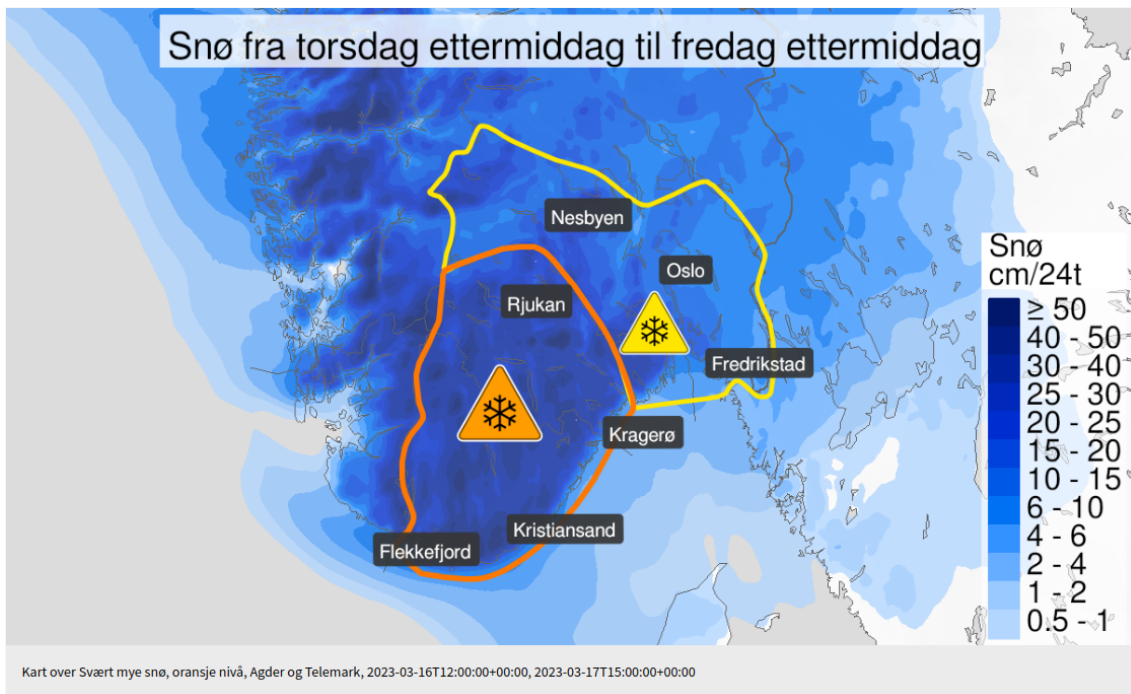 Snø fra torsdag ettermiddag til fredag ettermiddag
Nesbyen
Oslo
Rjukan
Fredrikstad
Kragerø
Kristiansand
Flekkefjord
Snø
cm/24t
≥ 50
40 - 50
30 - 40
25 - 30
20 - 25
15 - 20
10 - 15
6 - 10
4 - 6
2 - 4
1 - 2
0.5 - 1
Kart over Svært mye snø, oransje nivå, Agder og Telemark, 2023-03-16T12:00:00+00:00, 2023-03-17T15:00:00+00:00